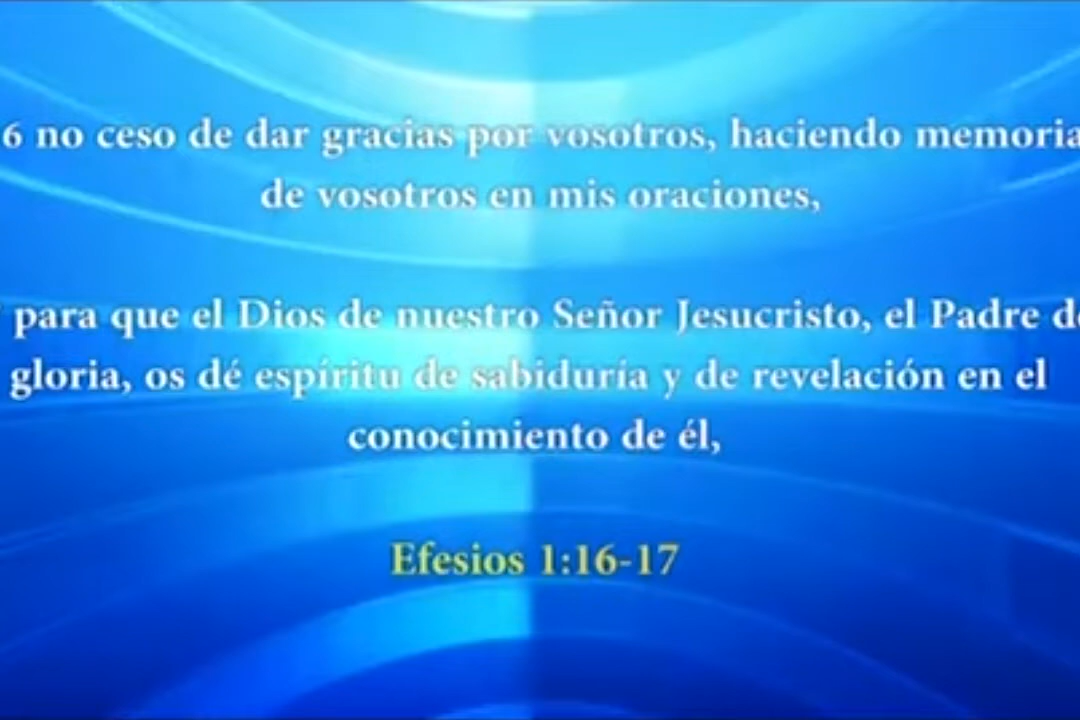 6 no ceso de dar gracias por vosotros, haciendo memoria
de vosotros en mis oraciones,
para que el Dios de nuestro Señor Jesucristo, el Padre de
gloria, os dé espíritu de sabiduría y de revelación en el
conocimiento de él,
Efesios 1:16-17